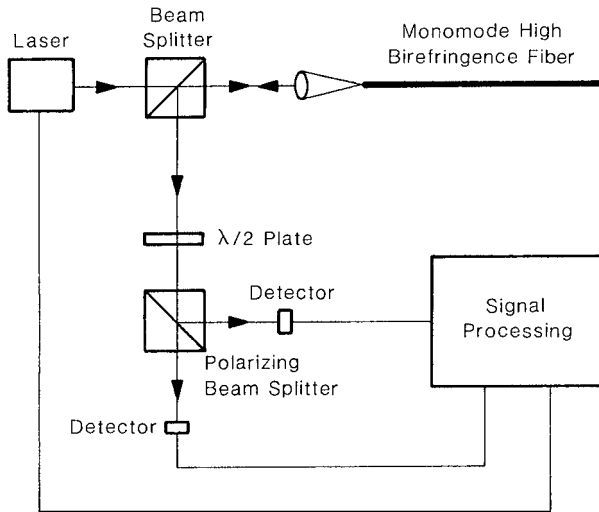 Laser
Beam
Splitter
Monomode High
Birefringence Fiber
λ/2 Plate
Detector
Signal
Processing
Polarizing
Beam Splitter
Detector